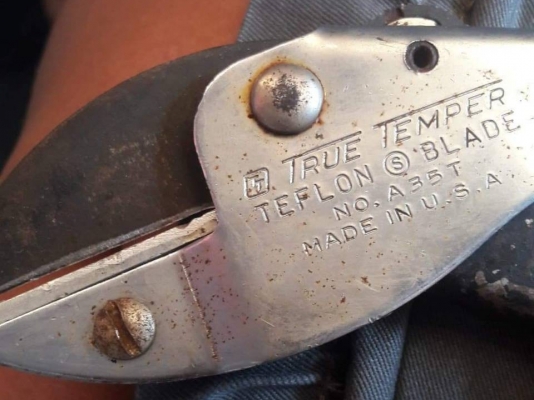 TRUE TEMPER
TEFLON Ⓢ BLADE
NO. A35T
MADE IN U.S.A